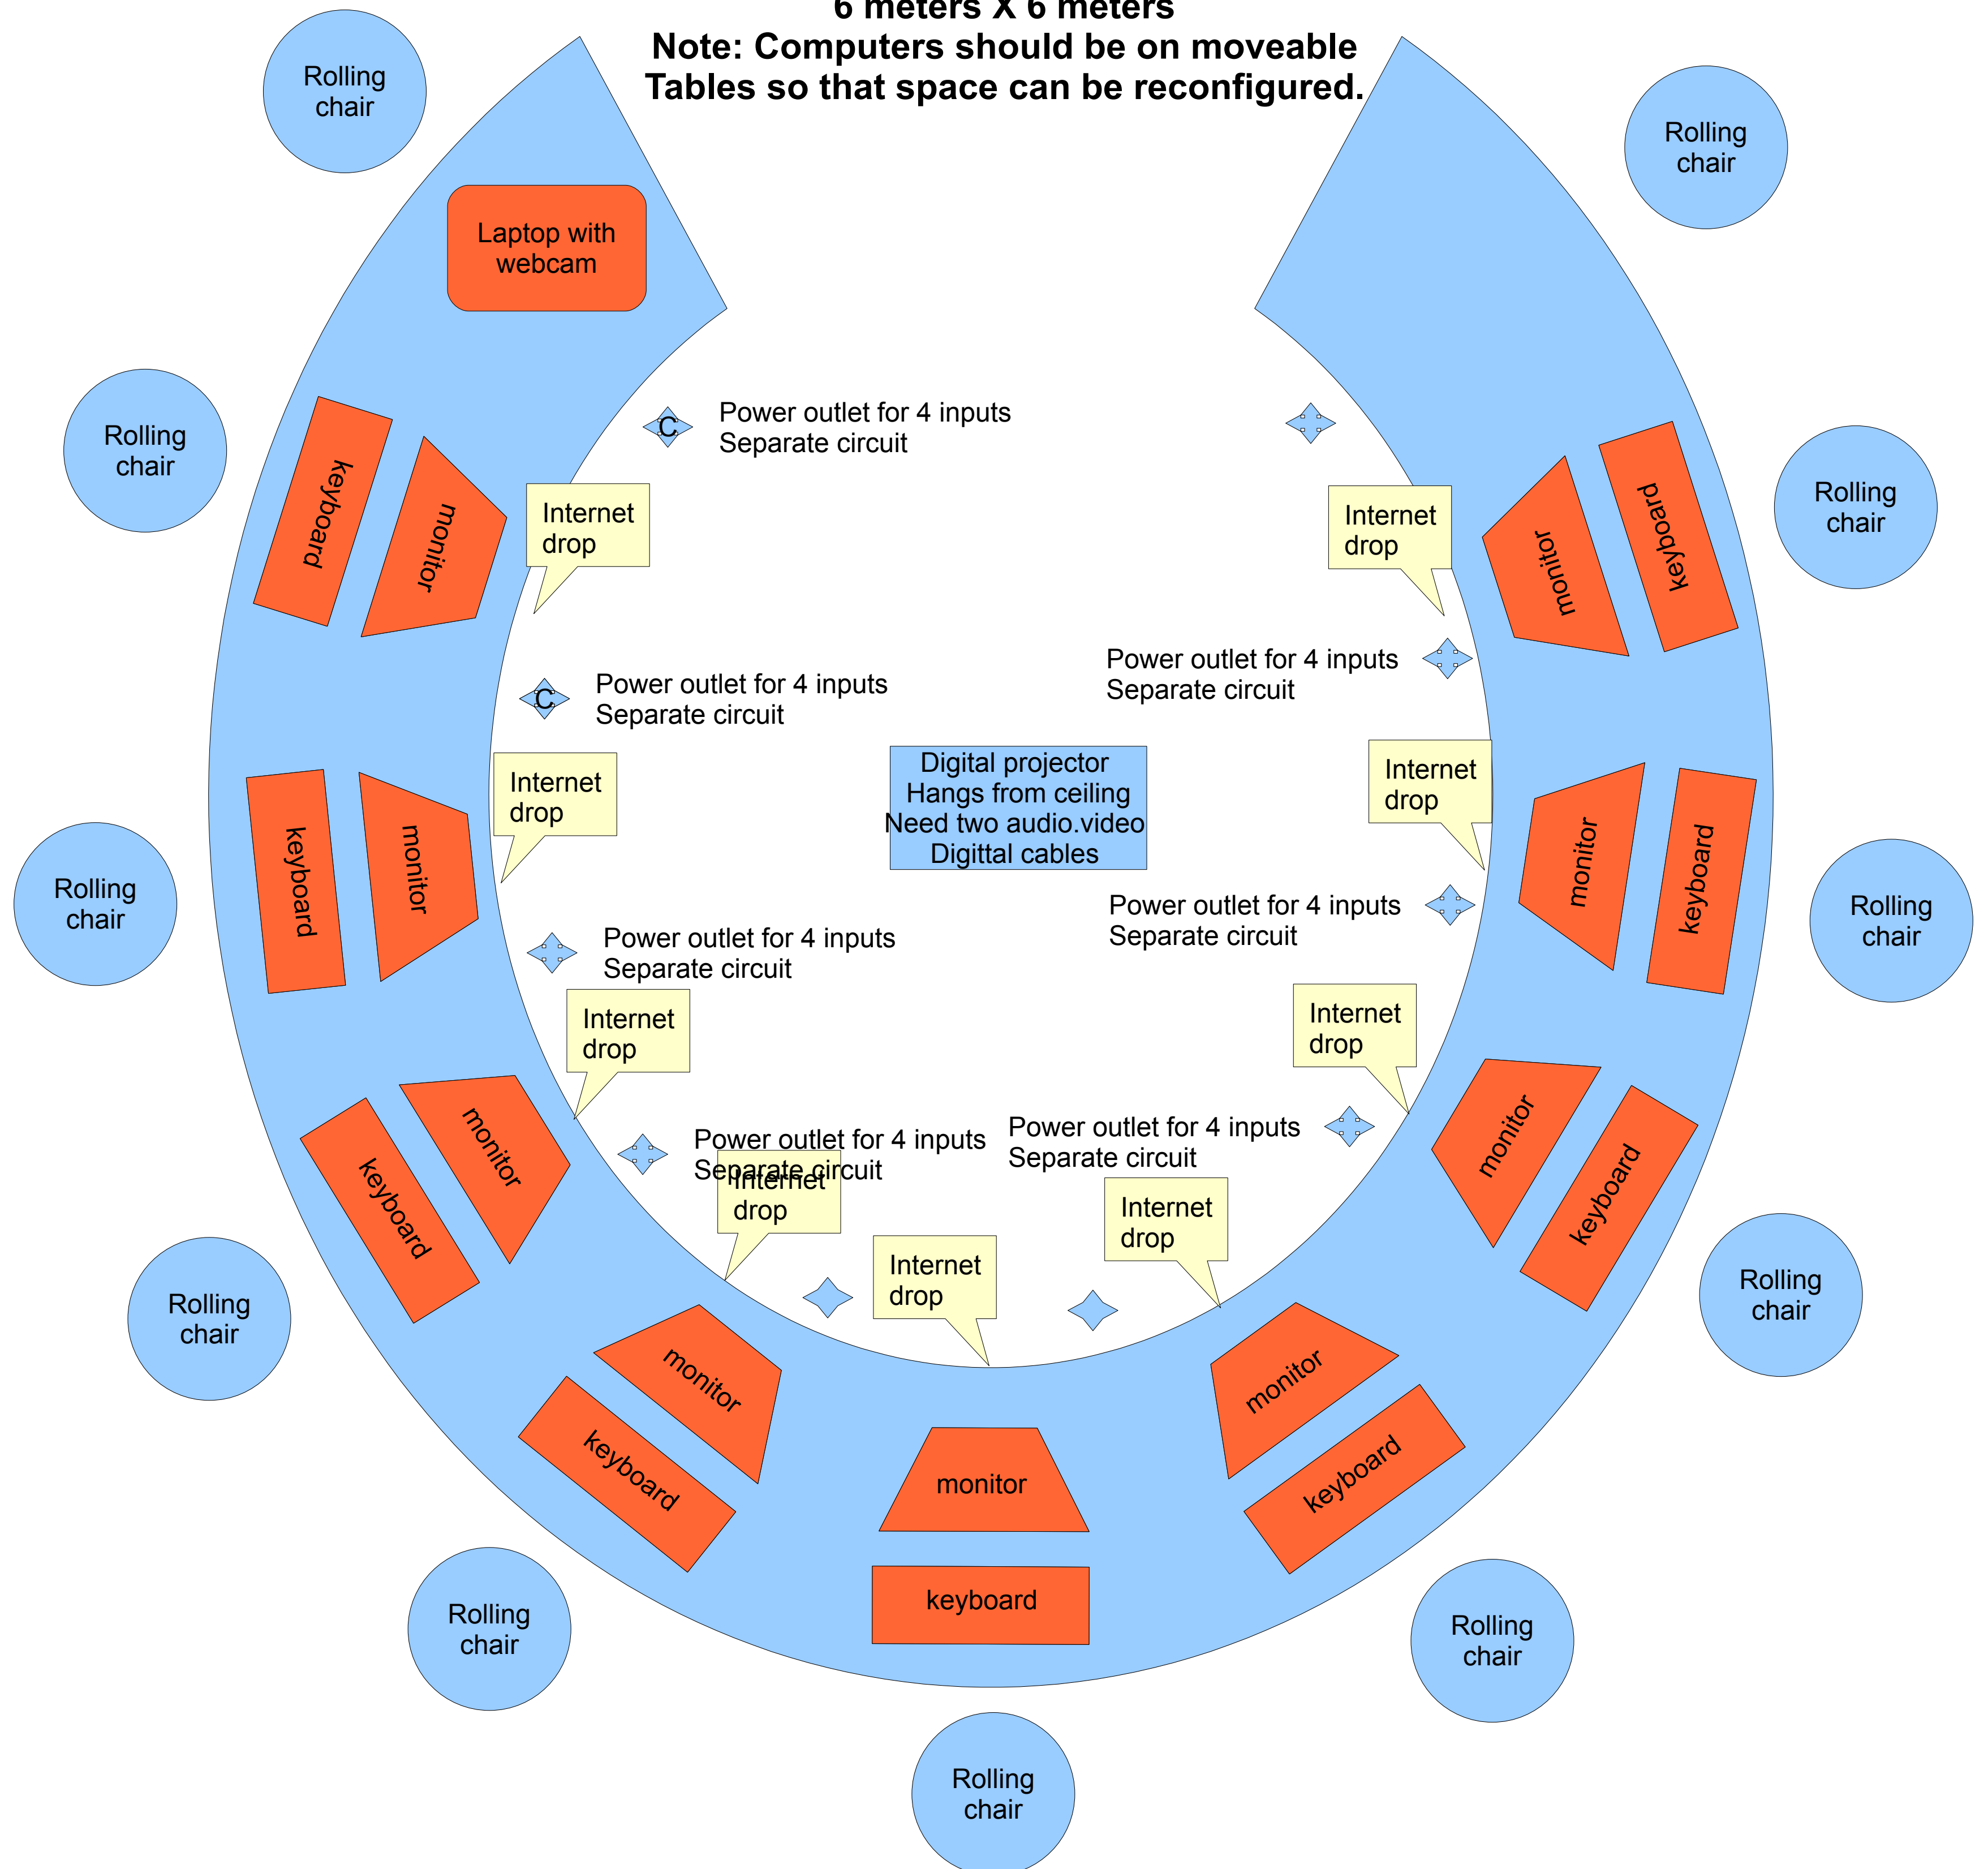 6 meters X 6 meters
Note: Computers should be on moveable
Tables so that space can be reconfigured.
Rolling
chair
Rolling
chair
Laptop with
webcam
Rolling
chair
C
Power outlet for 4 inputs
Separate circuit
keyboard
monitor
Internet
drop
Internet
drop
monitor
keyboard
Rolling
chair
C
Power outlet for 4 inputs
Separate circuit
Power outlet for 4 inputs
Separate circuit
Internet
drop
Digital projector
Hangs from ceiling
Need two audio.video
Digittal cables
Internet
drop
Rolling
chair
keyboard
monitor
monitor
keyboard
Rolling
chair
Power outlet for 4 inputs
Separate circuit
Power outlet for 4 inputs
Separate circuit
Internet
drop
Internet
drop
Power outlet for 4 inputs
Separate circuit
Power outlet for 4 inputs
Separate circuit
monitor
keyboard
Internet
drop
Internet
drop
monitor
keyboard
Rolling
chair
Internet
drop
Rolling
chair
monitor
keyboard
monitor
keyboard
monitor
keyboard
Rolling
chair
Rolling
chair
Rolling
chair